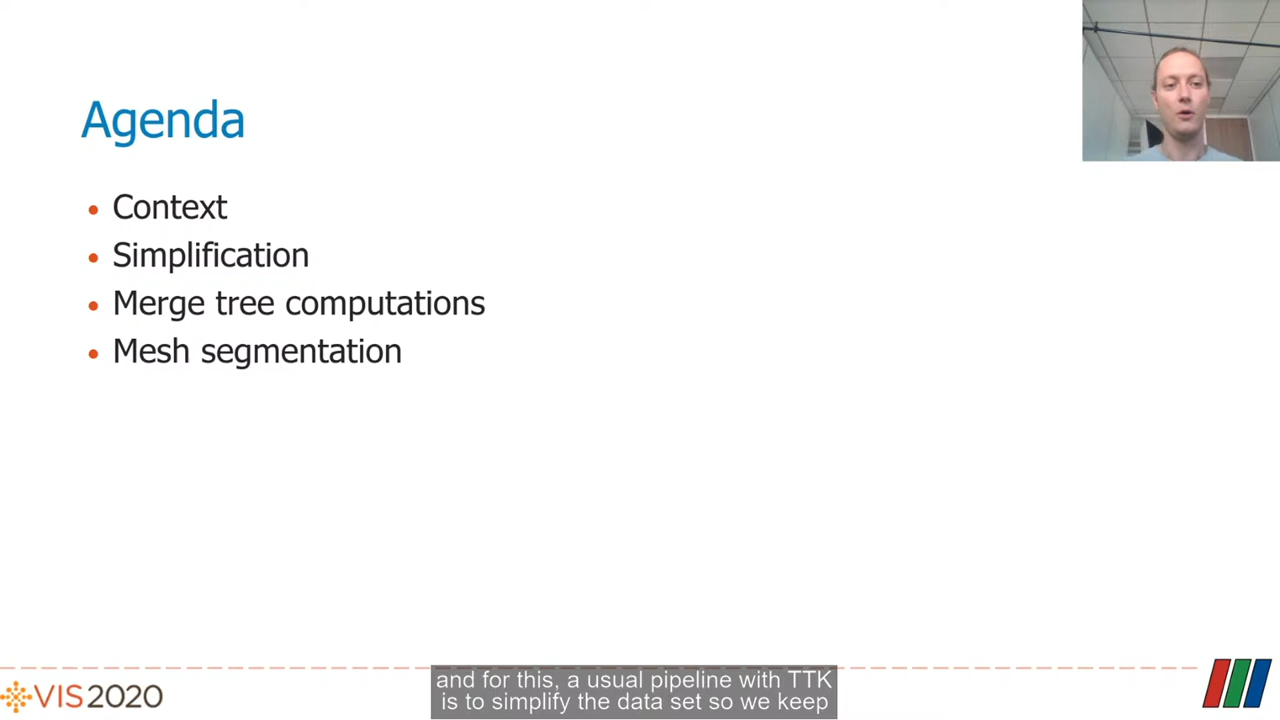 Agenda
• Context
• Simplification
• Merge tree computations
• Mesh segmentation
and for this, a usual pipeline with TTK
is to simplify the data set so we keep
VIS2020